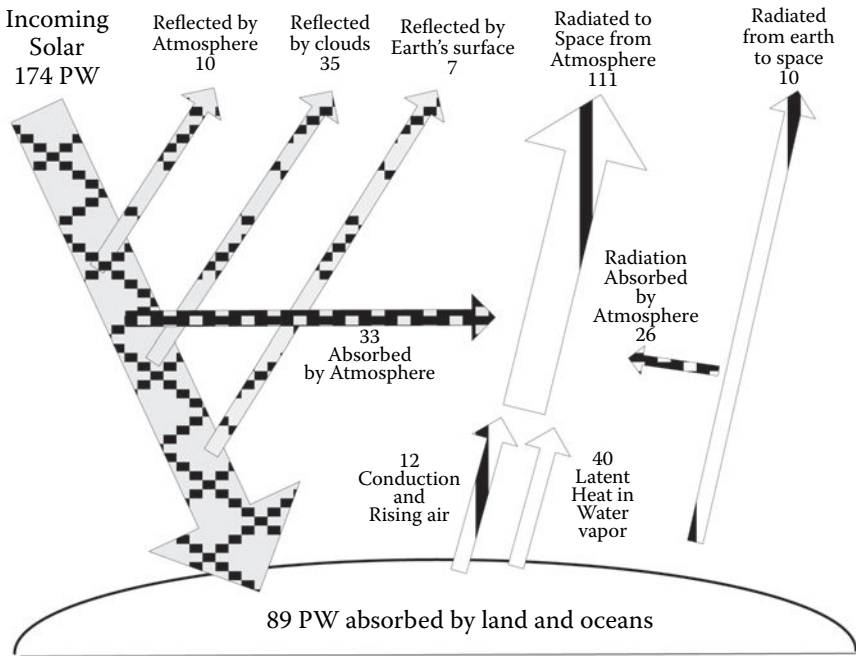 Incoming
Solar
174 PW
Reflected by
Atmosphere
10
Reflected
by clouds
35
Reflected by
Earth's surface
7
Radiated to
Space from
Atmosphere
111
Radiated
from earth
to space
10
Radiation
Absorbed
by
Atmosphere
26
33
Absorbed
by Atmosphere
12
Conduction
and
Rising air
40
Latent
Heat in
Water
vapor
89 PW absorbed by land and oceans